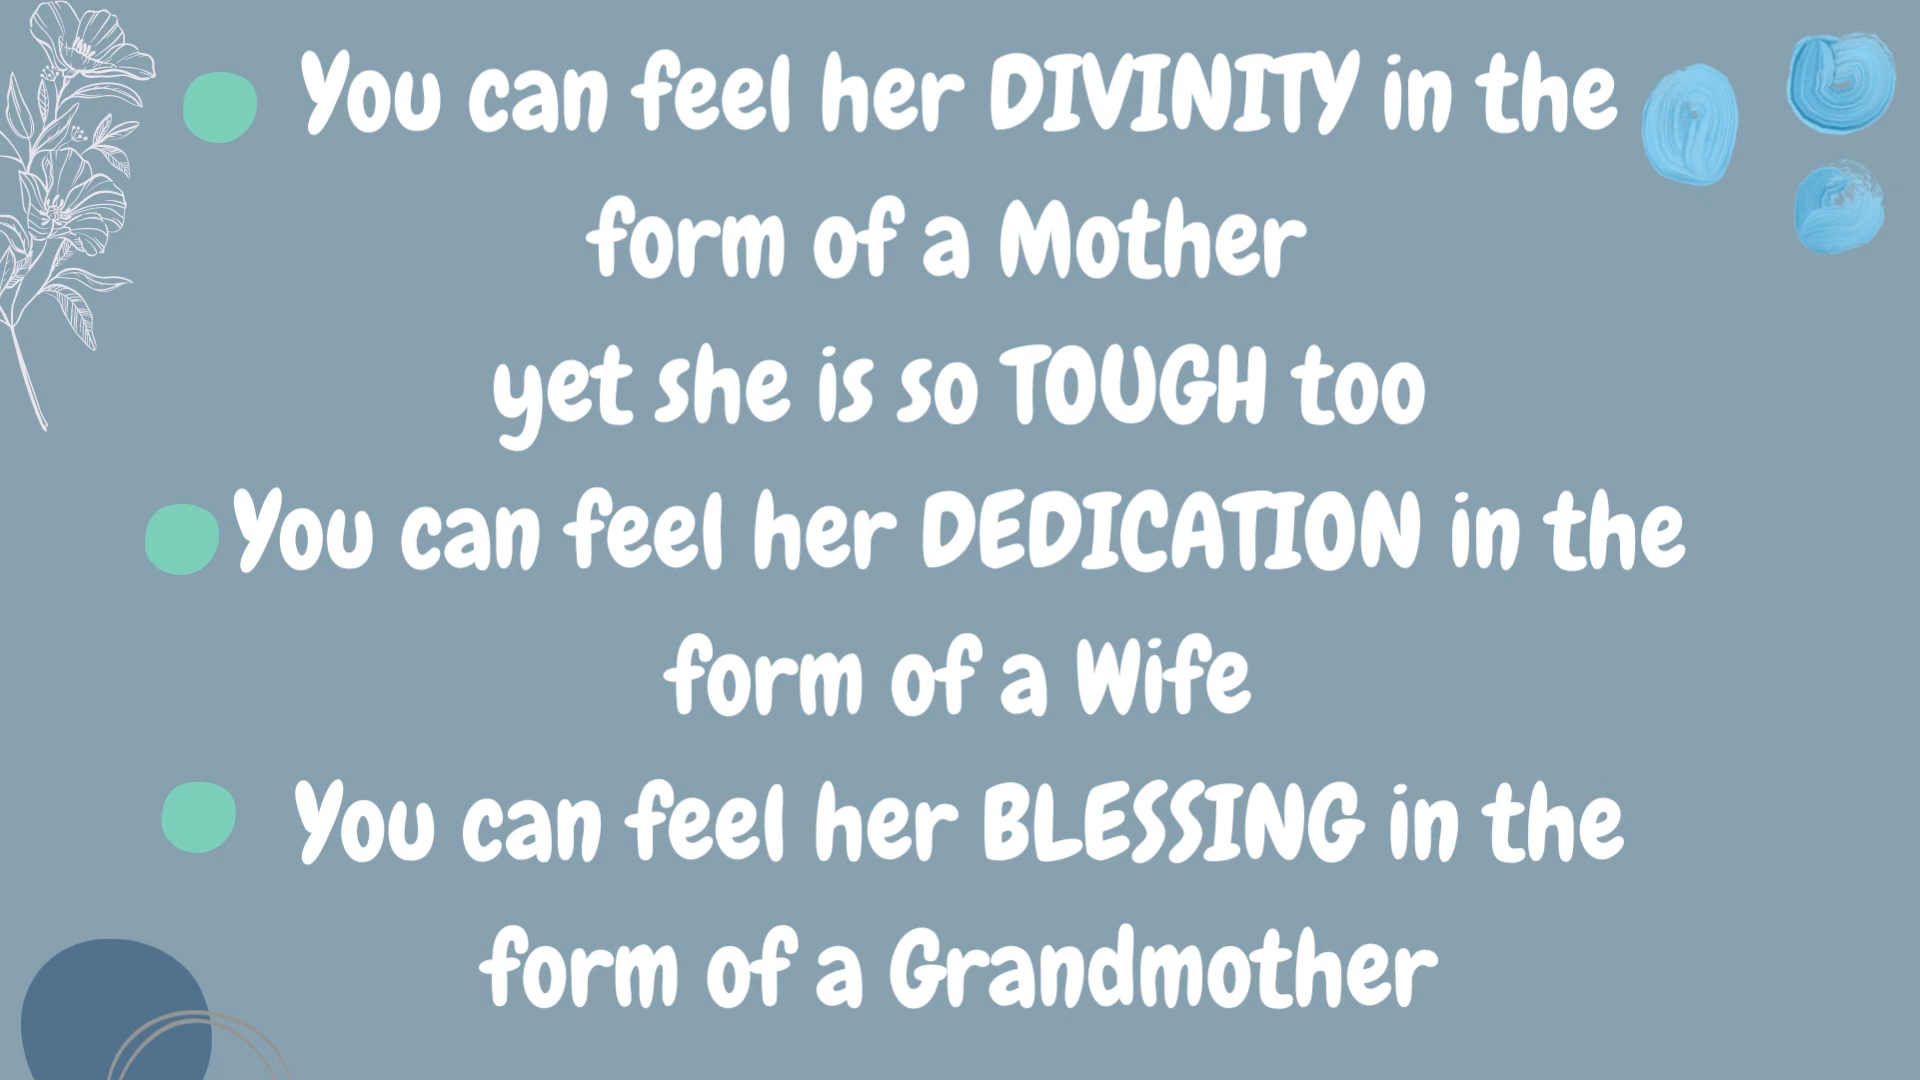 You can feel her DIVINITY in the
form of a Mother
yet she is so TOUGH too
You can feel her DEDICATION in the
form of a Wife
You can feel her BLESSING in the
form of a Grandmother